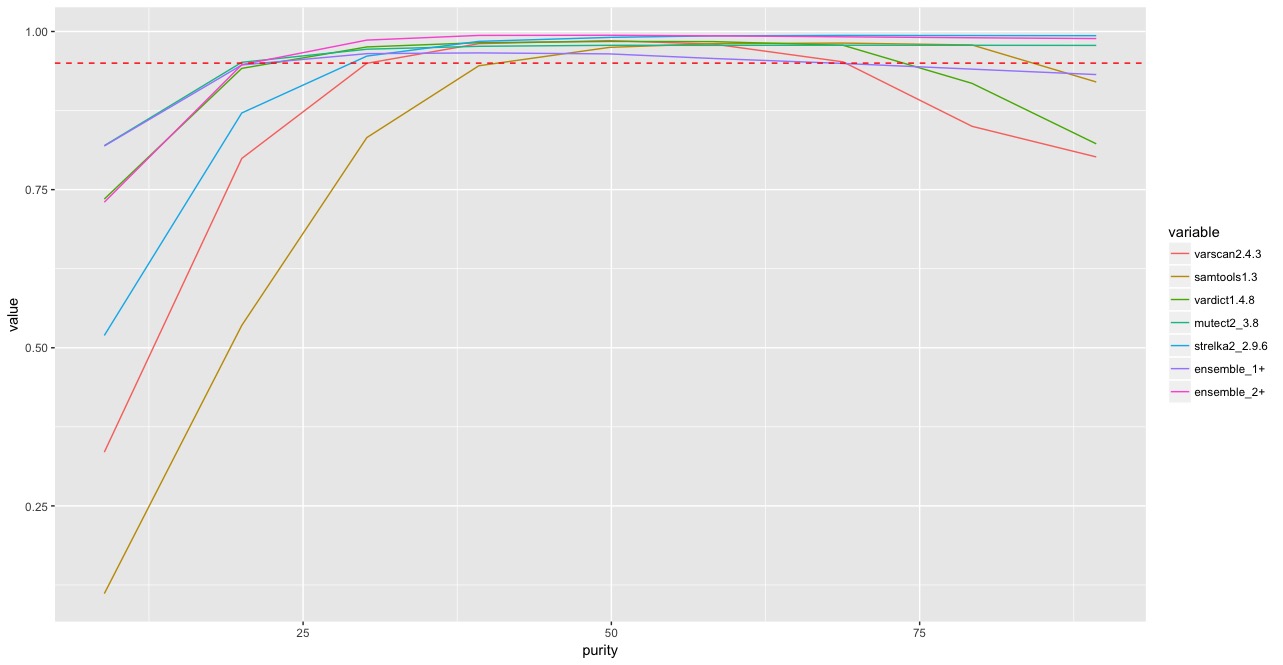 1.00
0.75
0.50
0.25
value
25
50
75
purity
variable
varscan2.4.3
samtools1.3
vardict1.4.8
mutect2_3.8
strelka2_2.9.6
ensemble_1+
ensemble_2+